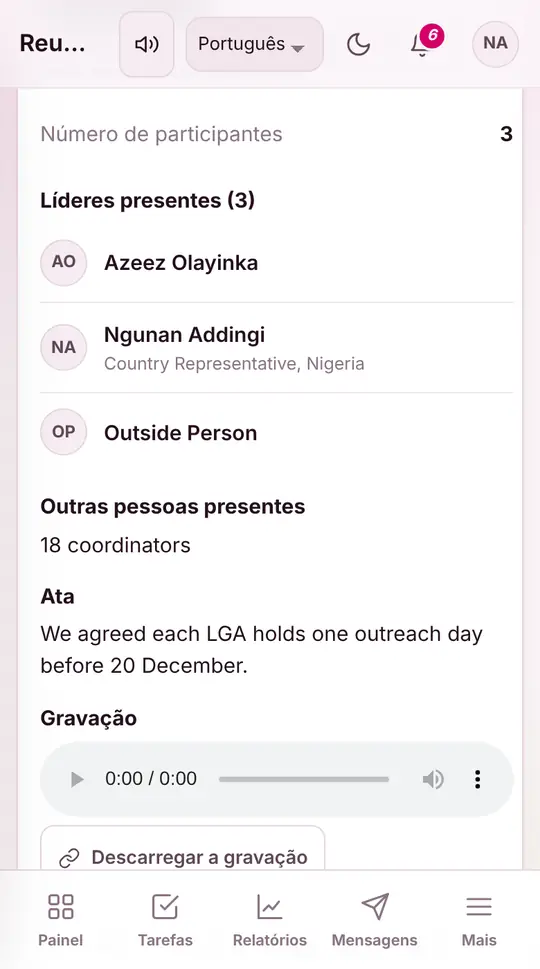 Reu...
Português
6
NA
Número de participantes
3
Líderes presentes (3)
AO
Azeez Olayinka
NA
Ngunan Addingi
Country Representative, Nigeria
OP
Outside Person
Outras pessoas presentes
18 coordinators
Ata
We agreed each LGA holds one outreach day
before 20 December.
Gravação
0:00 / 0:00
Descarregar a gravação
Painel
Tarefas
Relatórios
Mensagens
Mais